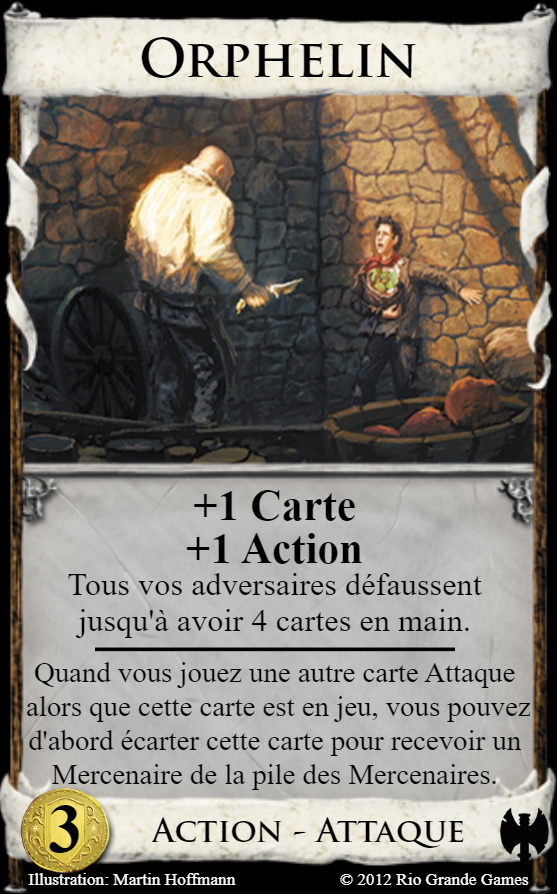 ORPHELIN
+1 Carte
+1 Action
Tous vos adversaires défaussent
jusqu'à avoir 4 cartes en main.
Quand vous jouez une autre carte Attaque
alors que cette carte est en jeu, vous pouvez
d'abord écarter cette carte pour recevoir un
Mercenaire de la pile des Mercenaires.
3
ACTION - ATTAQUE
Illustration: Martin Hoffmann
© 2012 Rio Grande Games